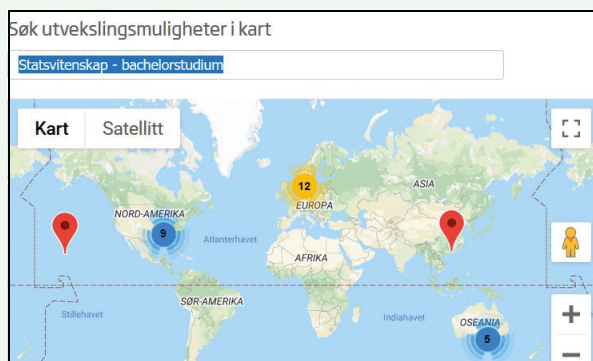 Søk utvekslingsmuligheter i kart
Statsvitenskap - bachelorstudium
Kart Satellitt
12
EUROPA
ASIA
NORD-AMERIKA
9
Atlanterhavet
AFRIKA
SØR-AMERIKA
Stillehavet
Indiahavet
OSEANIA
5
+
−